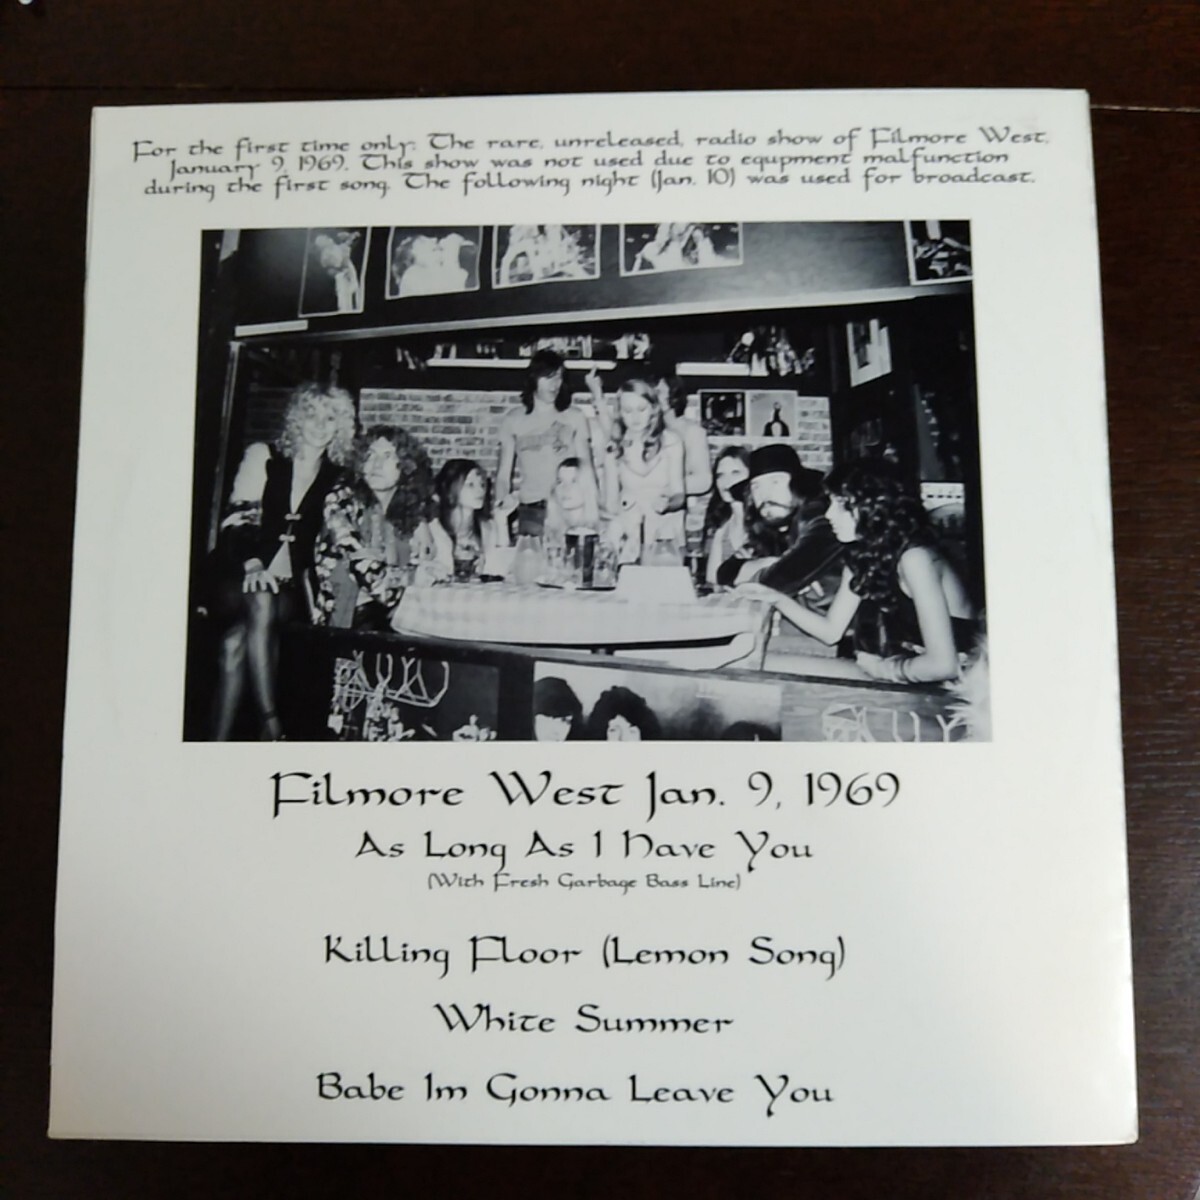 For the first time only: The rare, unreleased, radio show of Filmore West,
January 9, 1969. This show was not used due to equpment malfunction
during the first song. The following night (Jan. 10) was used for broadcast.
Filmore West Jan. 9, 1969
As Long As I Have You
(With Fresh Garbage Bass Line)
Killing Floor (Lemon Song)
White Summer
Babe Im Gonna Leave You